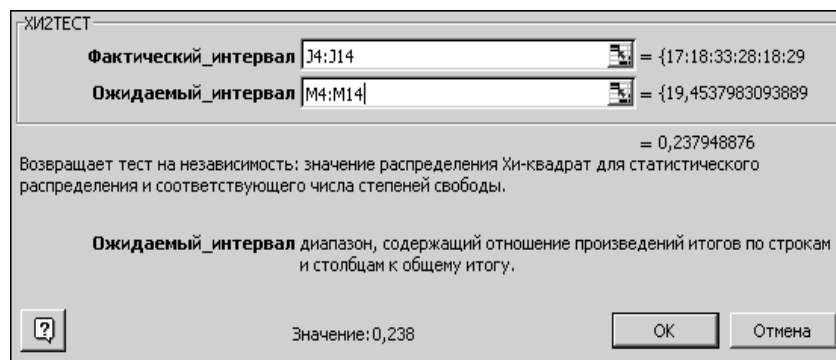 ХИ2ТЕСТ
Фактический_интервал J4:J14 = {17:18:33:28:18:29
Ожидаемый_интервал M4:M14 = {19,4537983093889
= 0,237948876
Возвращает тест на независимость: значение распределения Хи-квадрат для статистического
распределения и соответствующего числа степеней свободы.
Ожидаемый_интервал диапазон, содержащий отношение произведений итогов по строкам
и столбцам к общему итогу.
? Значение:0,238 OK Отмена